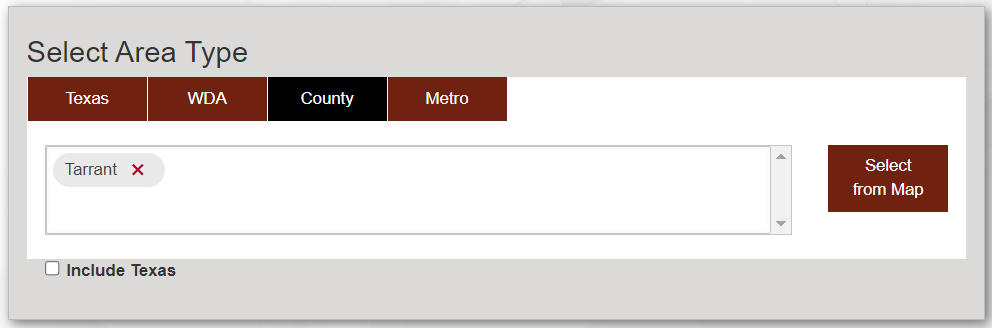 Select Area Type
Texas WDA County Metro
Tarrant ×
Select
from Map
Include Texas